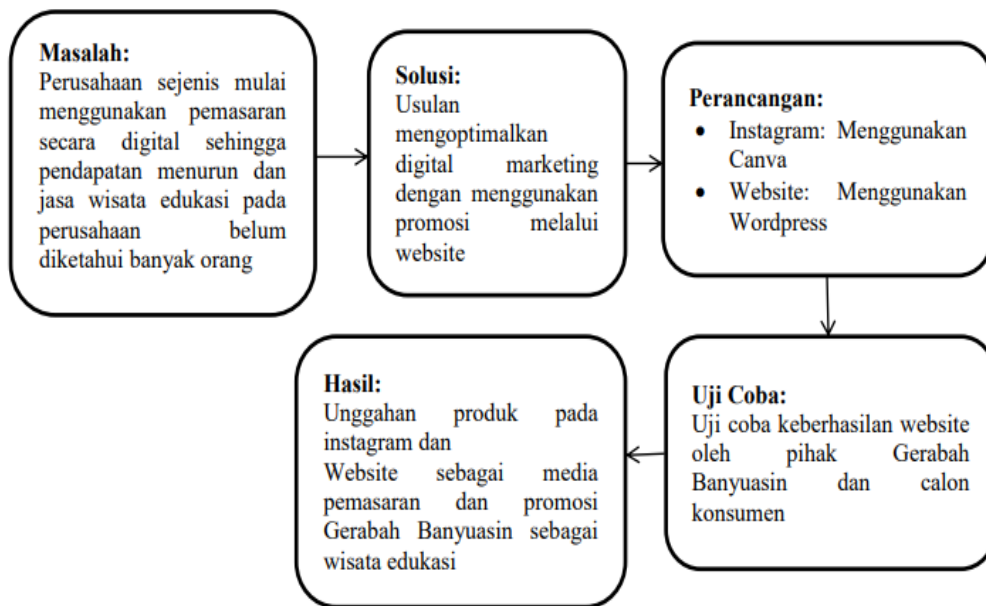 Masalah:
Perusahaan sejenis mulai
menggunakan pemasaran
secara digital sehingga
pendapatan menurun dan
jasa wisata edukasi pada
perusahaan belum
diketahui banyak orang
Solusi:
Usulan
mengoptimalkan
digital marketing
dengan menggunakan
promosi melalui
website
Perancangan:
• Instagram: Menggunakan
Canva
• Website: Menggunakan
Wordpress
Uji Coba:
Uji coba keberhasilan website
oleh pihak Gerabah
Banyuasin dan calon
konsumen
Hasil:
Unggahan produk pada
instagram dan
Website sebagai media
pemasaran dan promosi
Gerabah Banyuasin sebagai
wisata edukasi